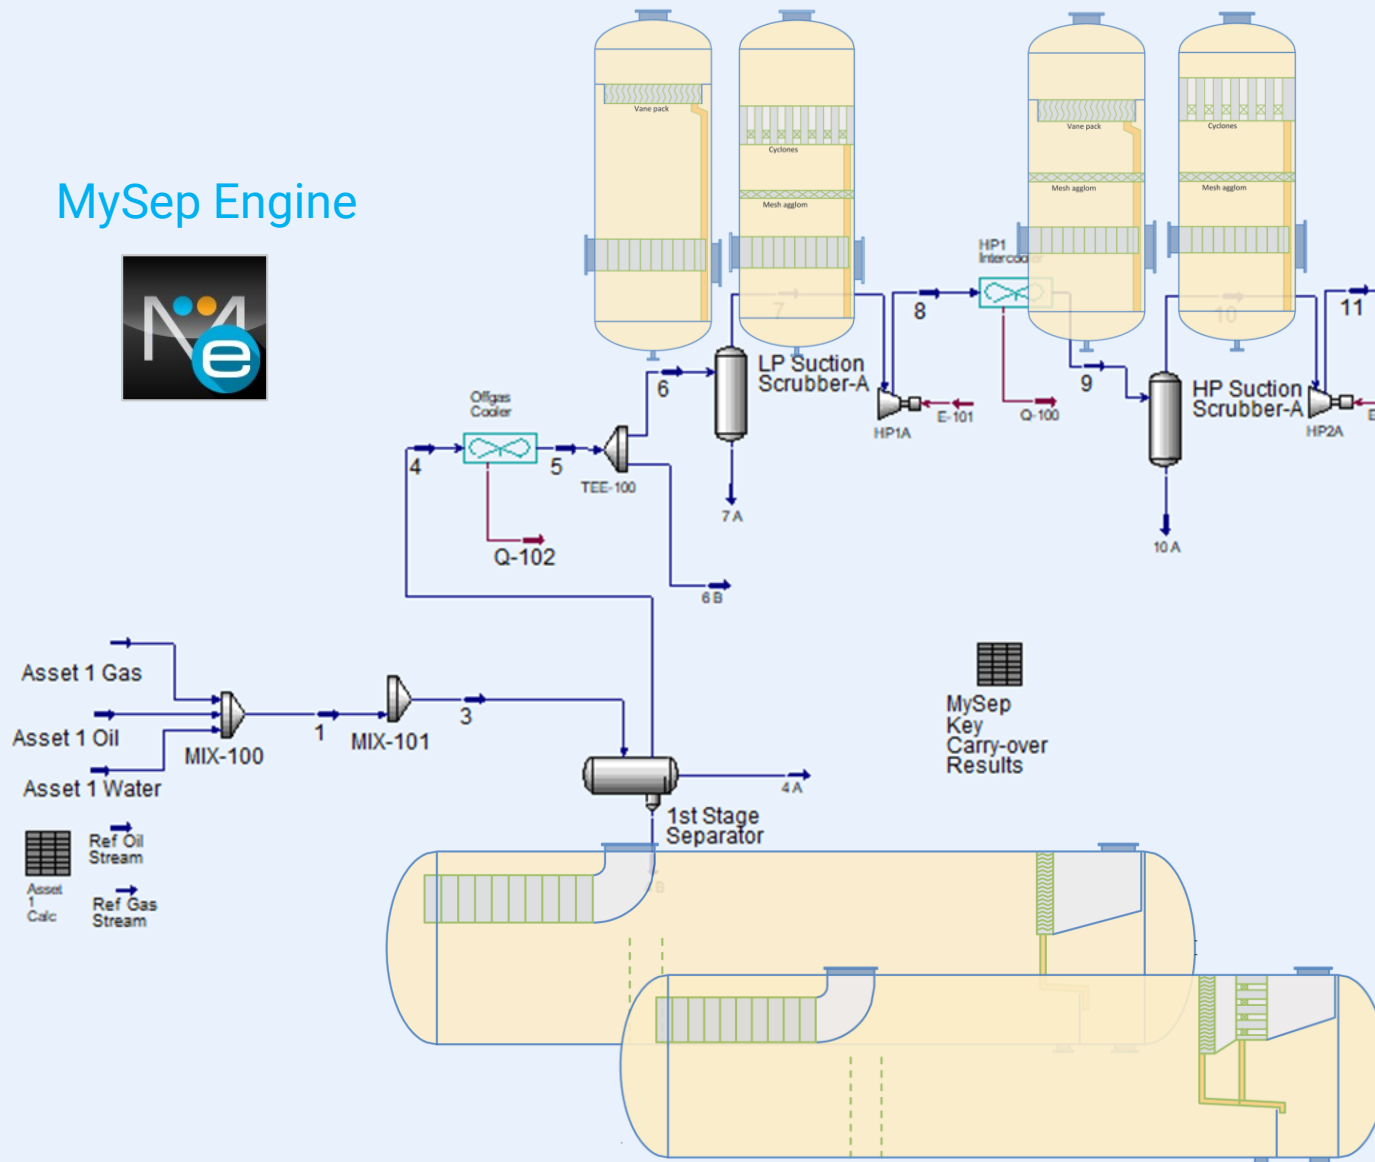 Vane pack
Cyclones
Mesh agglom
Vane pack
Mesh agglom
Cyclones
Mesh agglom
MySep Engine
e
HP1
7
8
10
11
LP Suction
Scrubber-A
6
9
HP Suction
Scrubber-A
Offgas
Cooler
HP1A
E-101
Q-100
HP2A
4
5
TEE-100
7 A
10 A
Q-102
6 B
Asset 1 Gas
Asset 1 Oil
Asset 1 Water
MIX-100
1
MIX-101
3
MySep
Key
Carry-over
Results
4 A
1st Stage
Separator
Ref Oil
Stream
Asset
1
Calc
Ref Gas
Stream